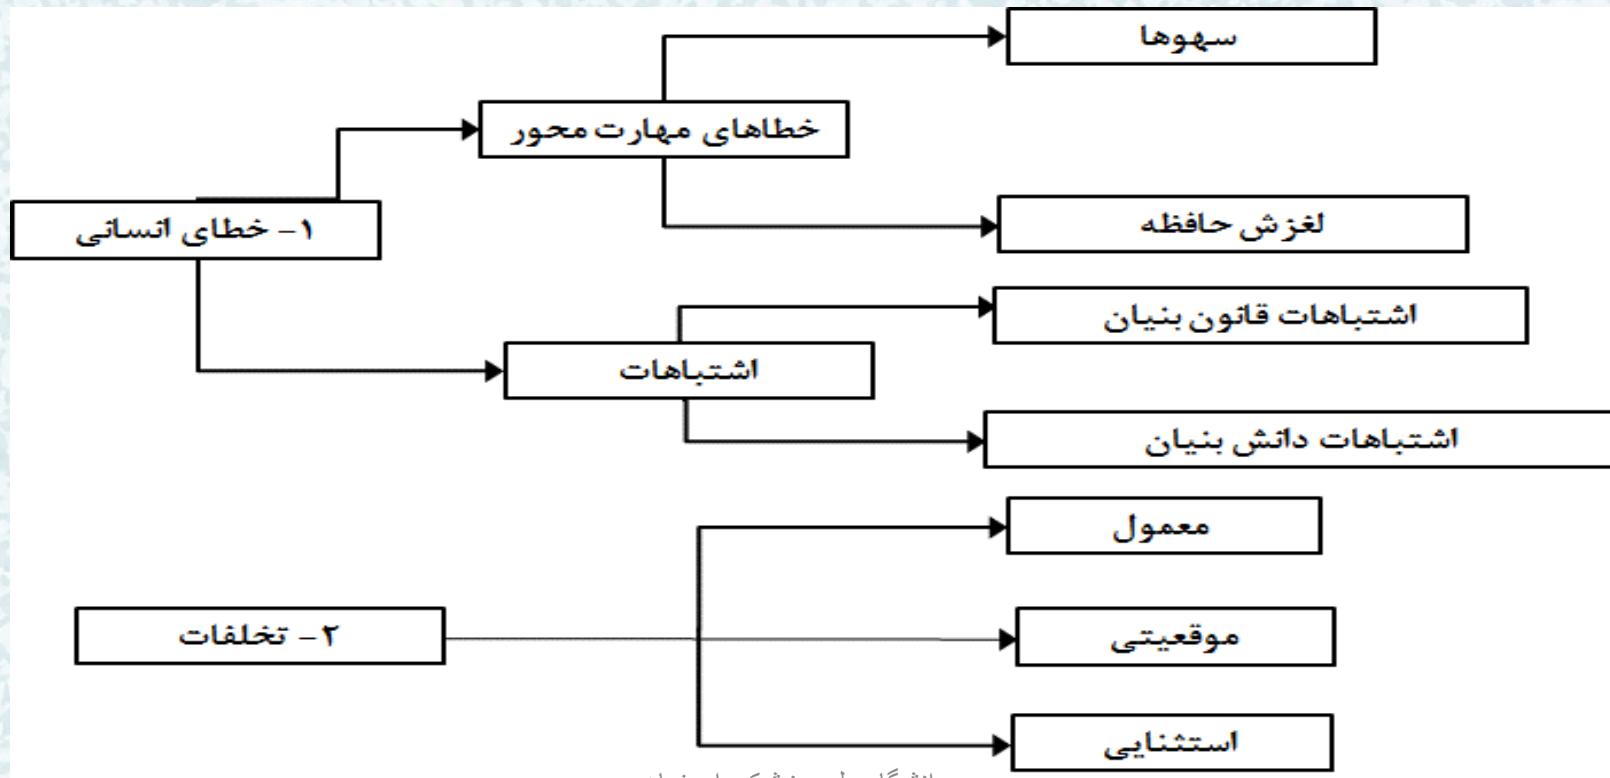 سهوها
خطاهای مهارت محور
لغزش حافظه
۱- خطای انسانی
اشتباهات قانون بنیان
اشتباهات
اشتباهات دانش بنیان
معمول
۲- تخلفات
موقعیتی
استثنایی